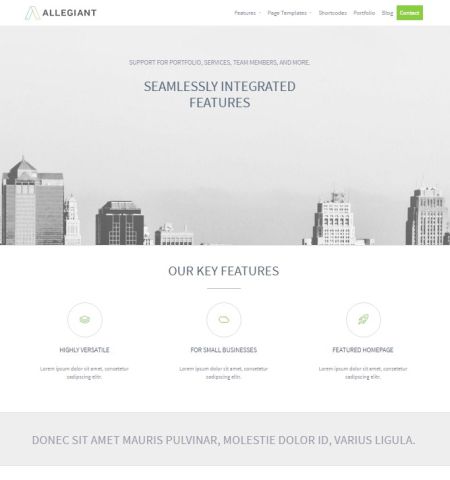 ALLEGIANT
Features Page Templates Shortcodes Portfolio Blog Contact
SUPPORT FOR PORTFOLIO, SERVICES, TEAM MEMBERS, AND MORE.
SEAMLESSLY INTEGRATED
FEATURES
OUR KEY FEATURES
HIGHLY VERSATILE FOR SMALL BUSINESSES FEATURED HOMEPAGE
Lorem ipsum dolor sit amet, consetetur
sadipscing elitr.
Lorem ipsum dolor sit amet, consetetur
sadipscing elitr.
Lorem ipsum dolor sit amet, consetetur
sadipscing elitr.
DONEC SIT AMET MAURIS PULVINAR, MOLESTIE DOLOR ID, VARIUS LIGULA.